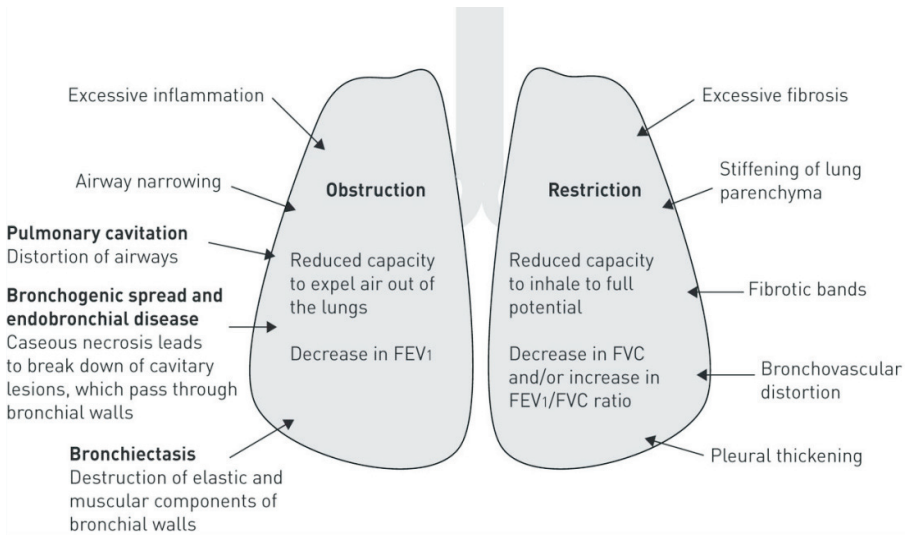 Excessive inflammation
Airway narrowing
Pulmonary cavitation
Distortion of airways
Bronchogenic spread and
endobronchial disease
Caseous necrosis leads
to break down of cavitary
lesions, which pass through
bronchial walls
Bronchiectasis
Destruction of elastic and
muscular components of
bronchial walls
Obstruction
Reduced capacity
to expel air out of
the lungs
Decrease in FEV1
Restriction
Reduced capacity
to inhale to full
potential
Decrease in FVC
and/or increase in
FEV1/FVC ratio
Excessive fibrosis
Stiffening of lung
parenchyma
Fibrotic bands
Bronchovascular
distortion
Pleural thickening